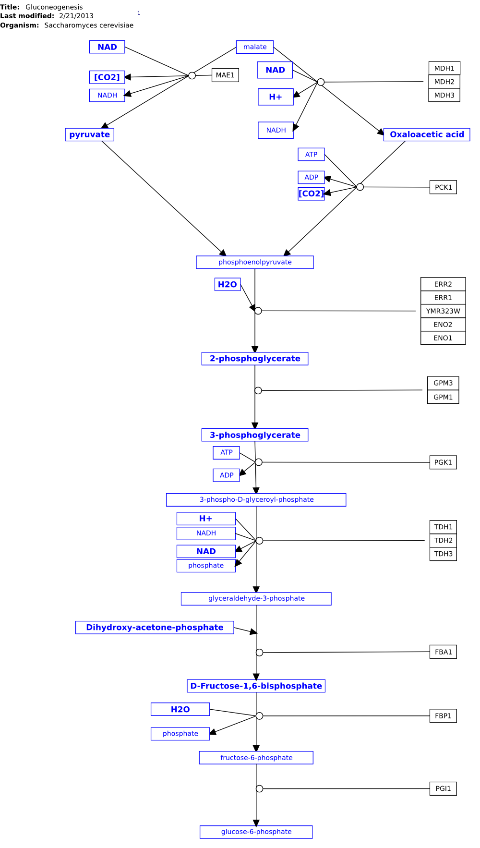 Title: Gluconeogenesis
Last modified: 2/21/2013
Organism: Saccharomyces cerevisiae
NAD
malate
[CO2]
MAE1
NADH
NAD
H+
NADH
MDH1
MDH2
MDH3
pyruvate
Oxaloacetic acid
ATP
ADP
[CO2]
PCK1
phosphoenolpyruvate
H2O
ERR2
ERR1
YMR323W
ENO2
ENO1
2-phosphoglycerate
GPM3
GPM1
3-phosphoglycerate
ATP
ADP
PGK1
3-phospho-D-glyceroyl-phosphate
H+
NADH
NAD
phosphate
TDH1
TDH2
TDH3
glyceraldehyde-3-phosphate
Dihydroxy-acetone-phosphate
FBA1
D-Fructose-1,6-bisphosphate
H2O
FBP1
phosphate
fructose-6-phosphate
PGI1
glucose-6-phosphate